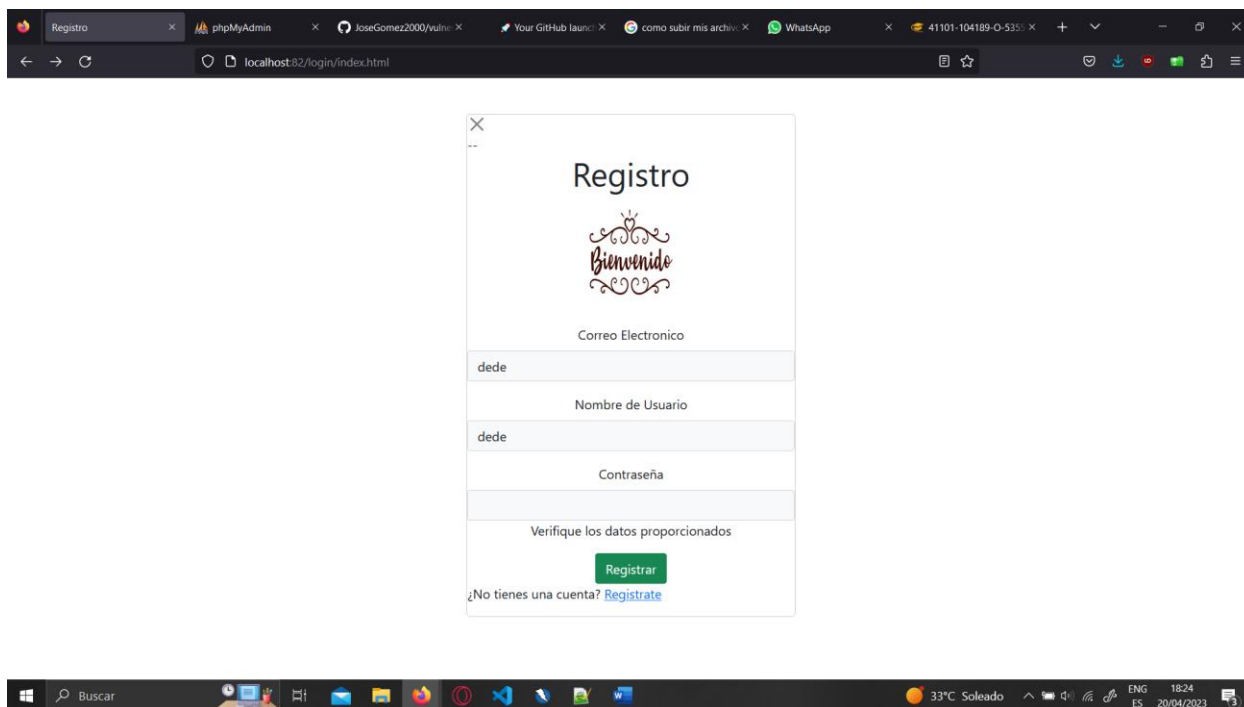 Registro
phpMyAdmin
JoseGomez2000/vulne
Your GitHub launc
como subir mis archivo
WhatsApp
41101-104189-O-5355
localhost:82/login/index.html
--
Registro
Bienvenido
Correo Electronico
dede
Nombre de Usuario
dede
Contraseña
Verifique los datos proporcionados
Registrar
¿No tienes una cuenta? Registrate
Buscar
33°C Soleado
ENG
ES
18:24
20/04/2023